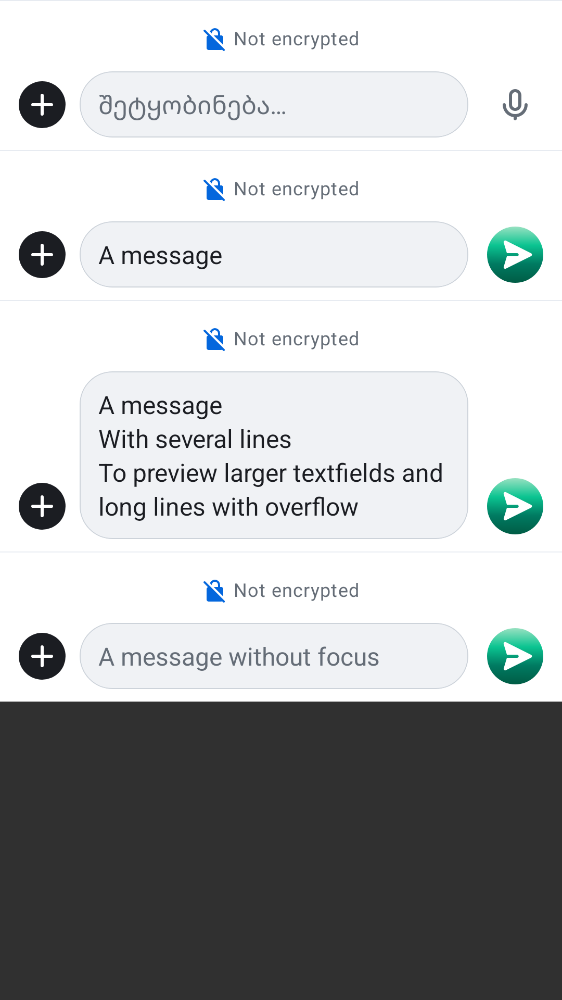 Not encrypted
შეტყობინება…
Not encrypted
A message
Not encrypted
A message
With several lines
To preview larger textfields and
long lines with overflow
Not encrypted
A message without focus